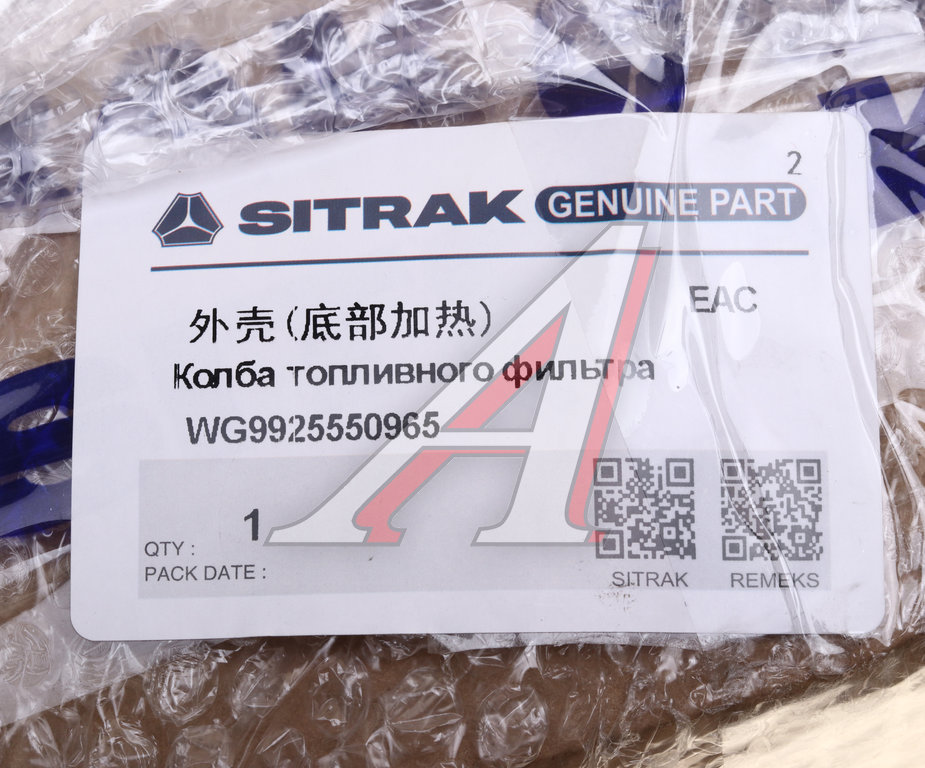 2
SITRAK GENUINE PART
外壳(底部加热)
EAC
Колба топливного фильтра
WG9925550965
QTY : 1
PACK DATE :
SITRAK REMEKS